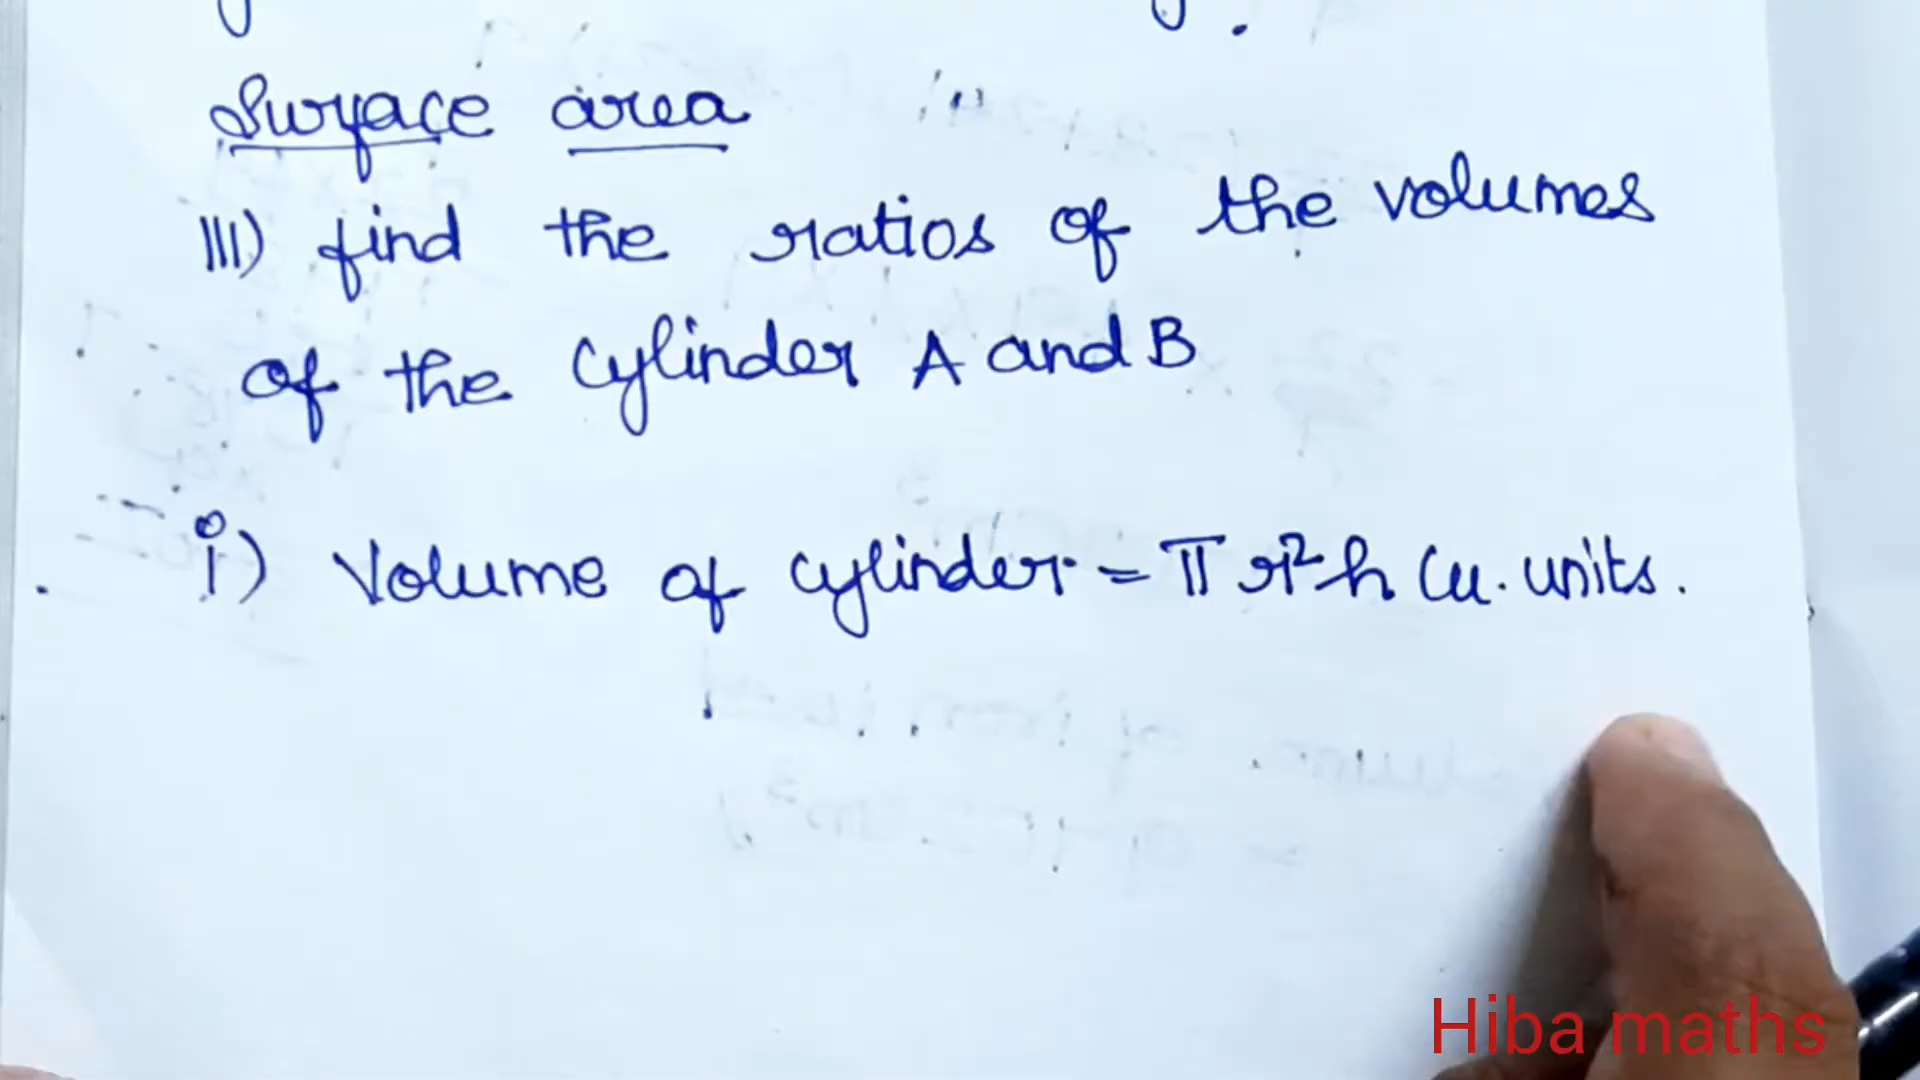 Surface area
III) find the ratios of the volumes
of the cylinder A and B
i) Volume of cylinder = π r² h Cu. units.
Hiba maths